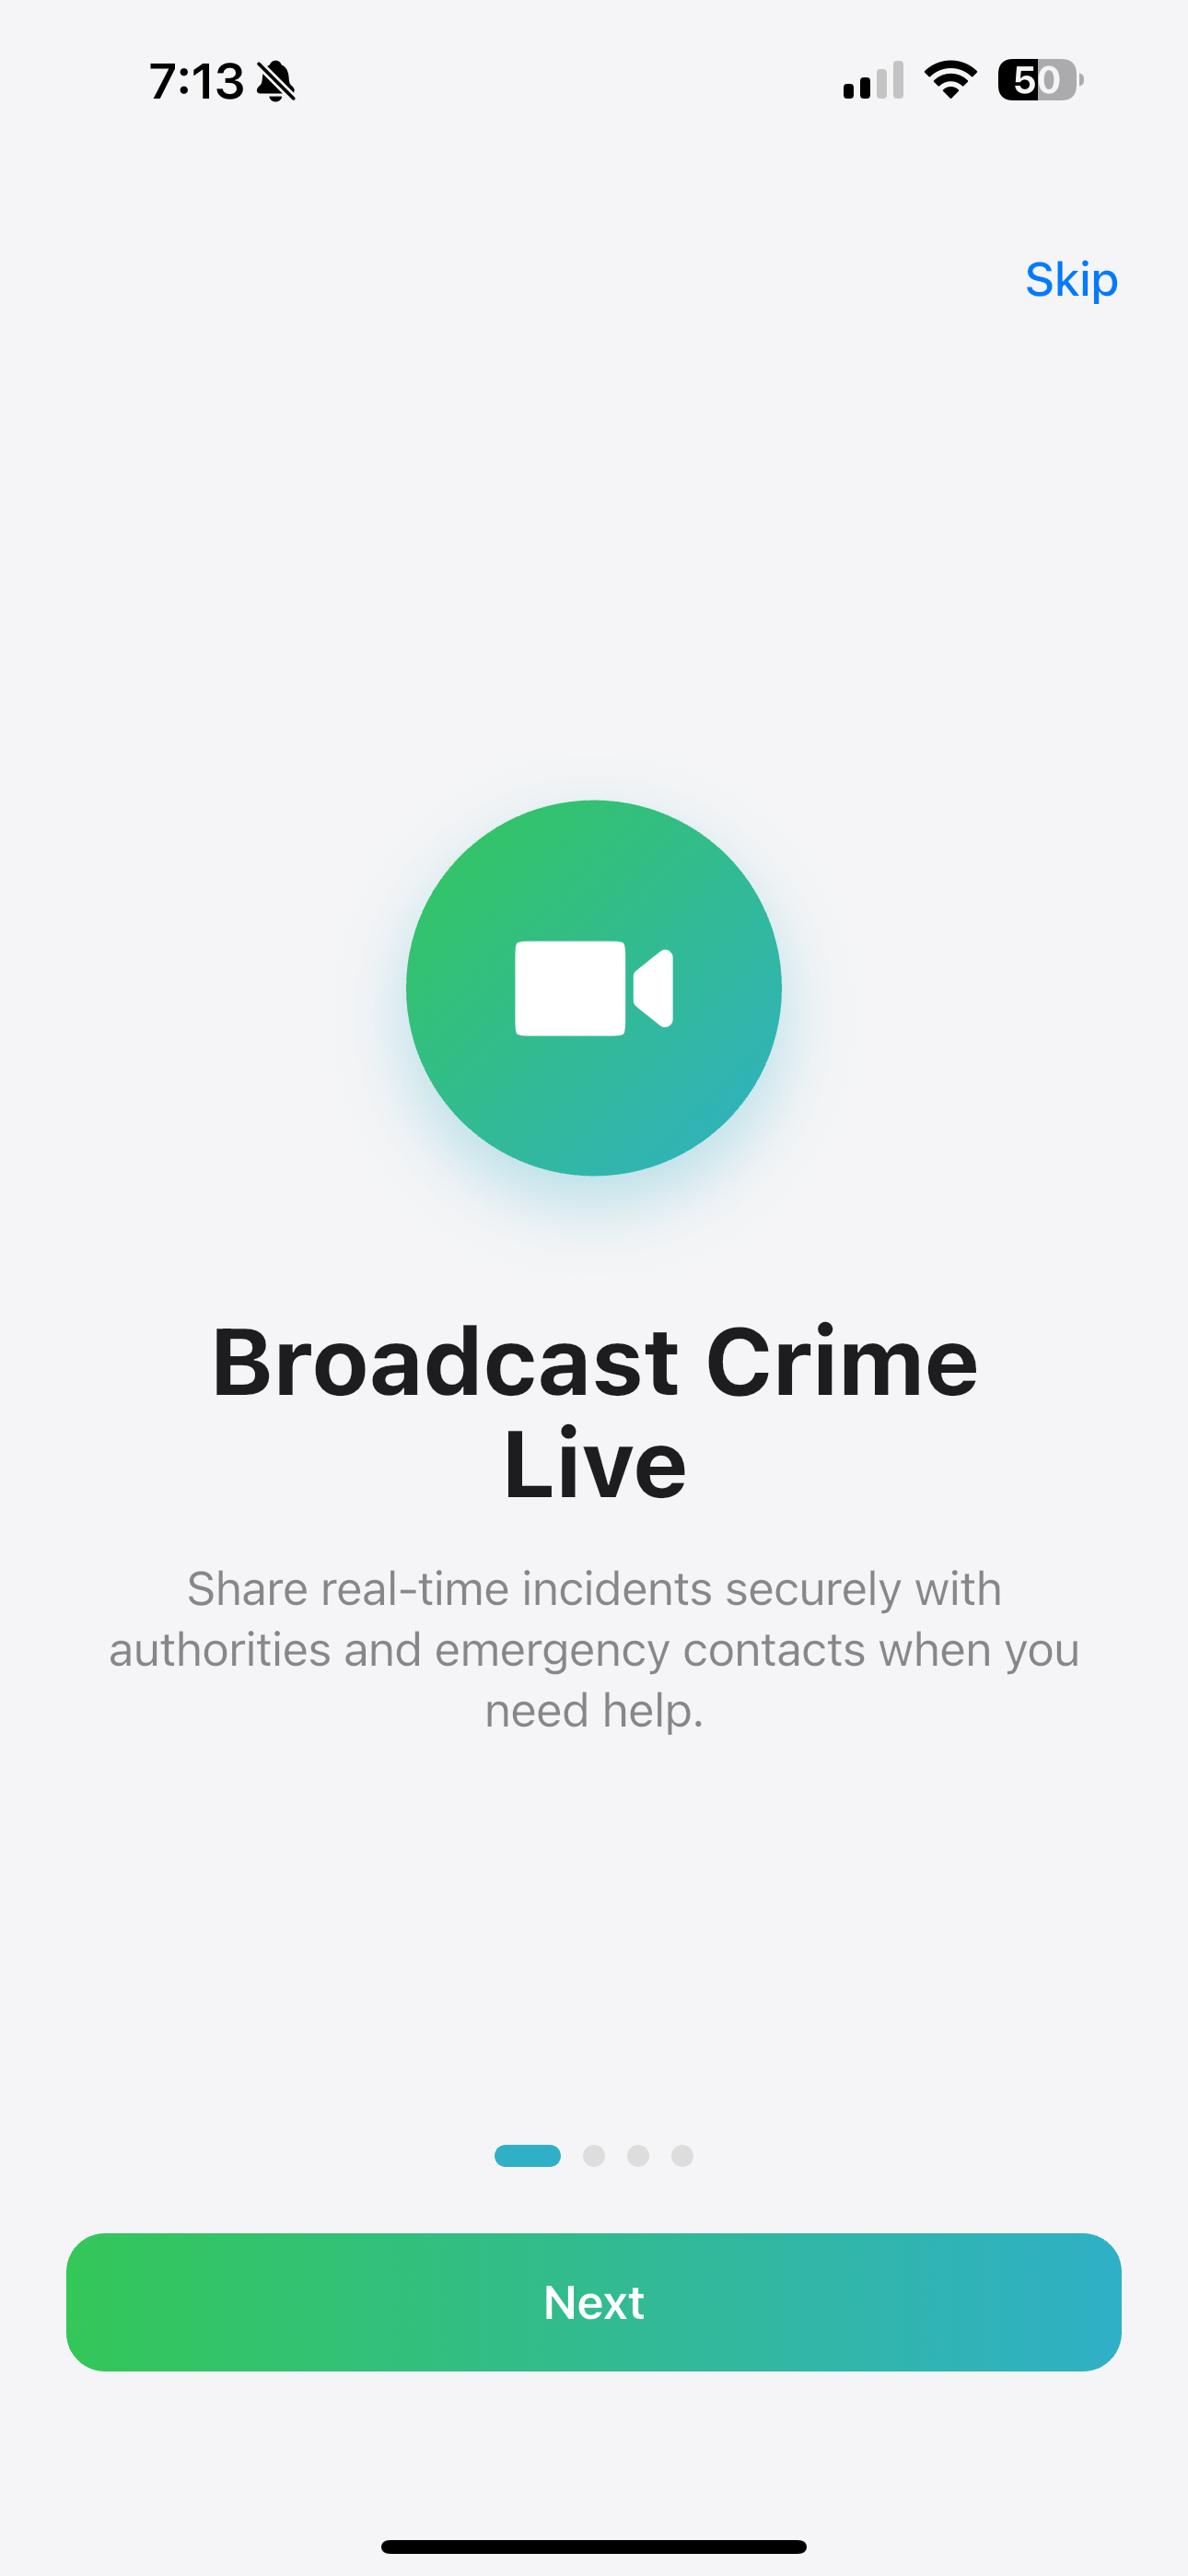 7:13
50
Skip
Broadcast Crime
Live
Share real-time incidents securely with
authorities and emergency contacts when you
need help.
Next